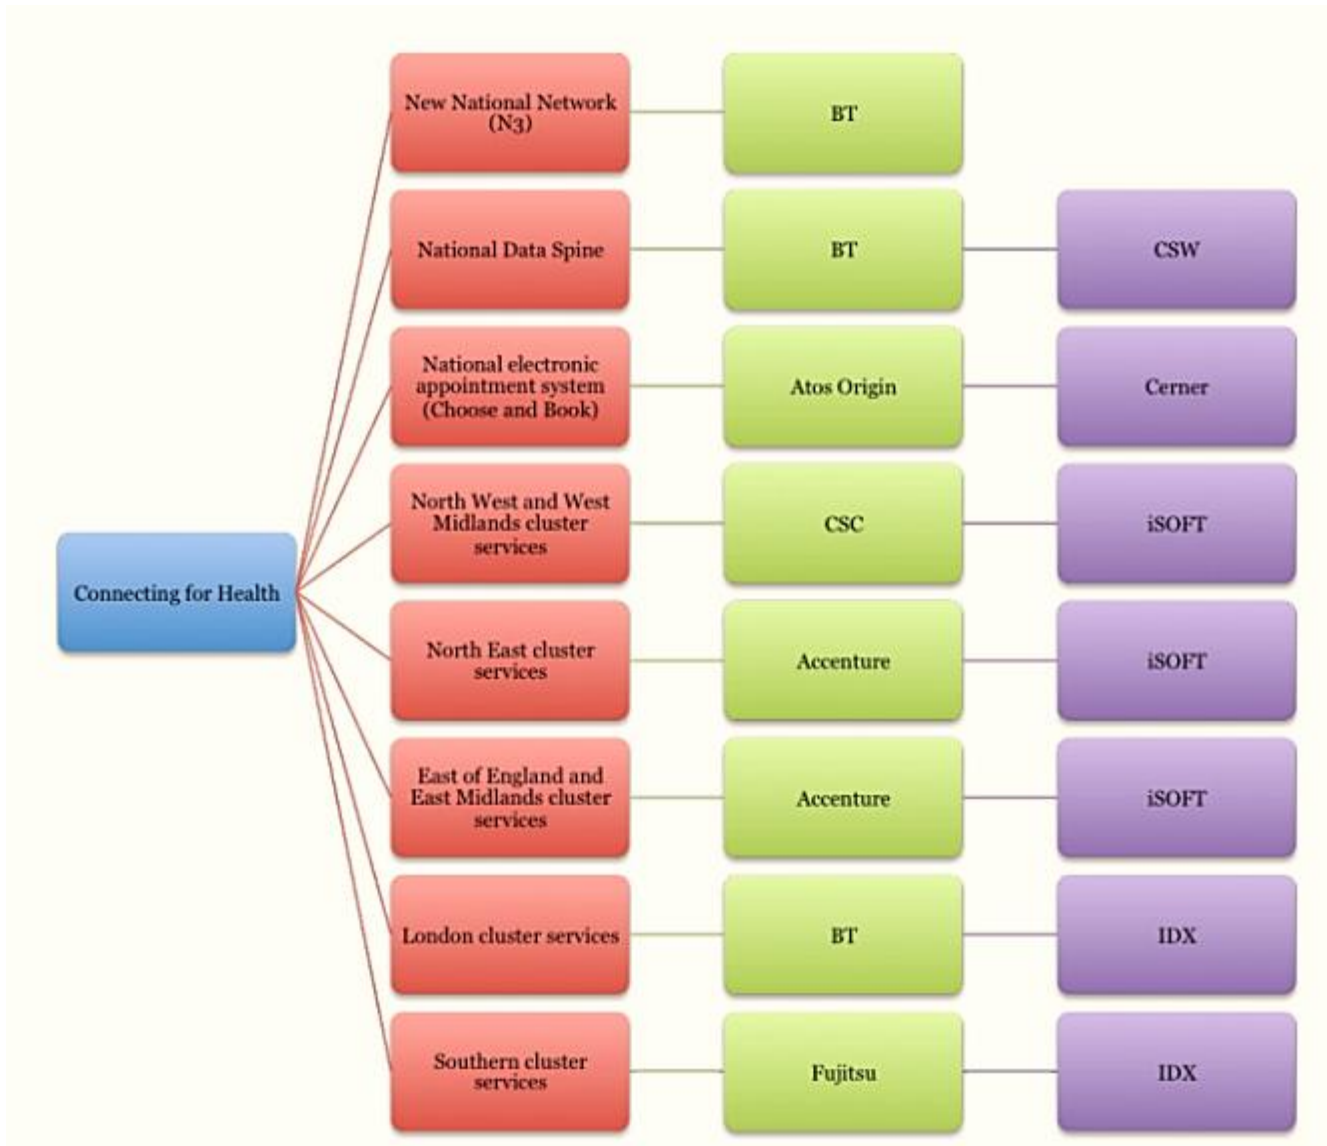 New National Network
(N3)
BT
National Data Spine
BT
CSW
National electronic
appointment system
(Choose and Book)
Atos Origin
Cerner
North West and West
Midlands cluster
services
CSC
iSOFT
Connecting for Health
North East cluster
services
Accenture
iSOFT
East of England and
East Midlands cluster
services
Accenture
iSOFT
London cluster services
BT
IDX
Southern cluster
services
Fujitsu
IDX